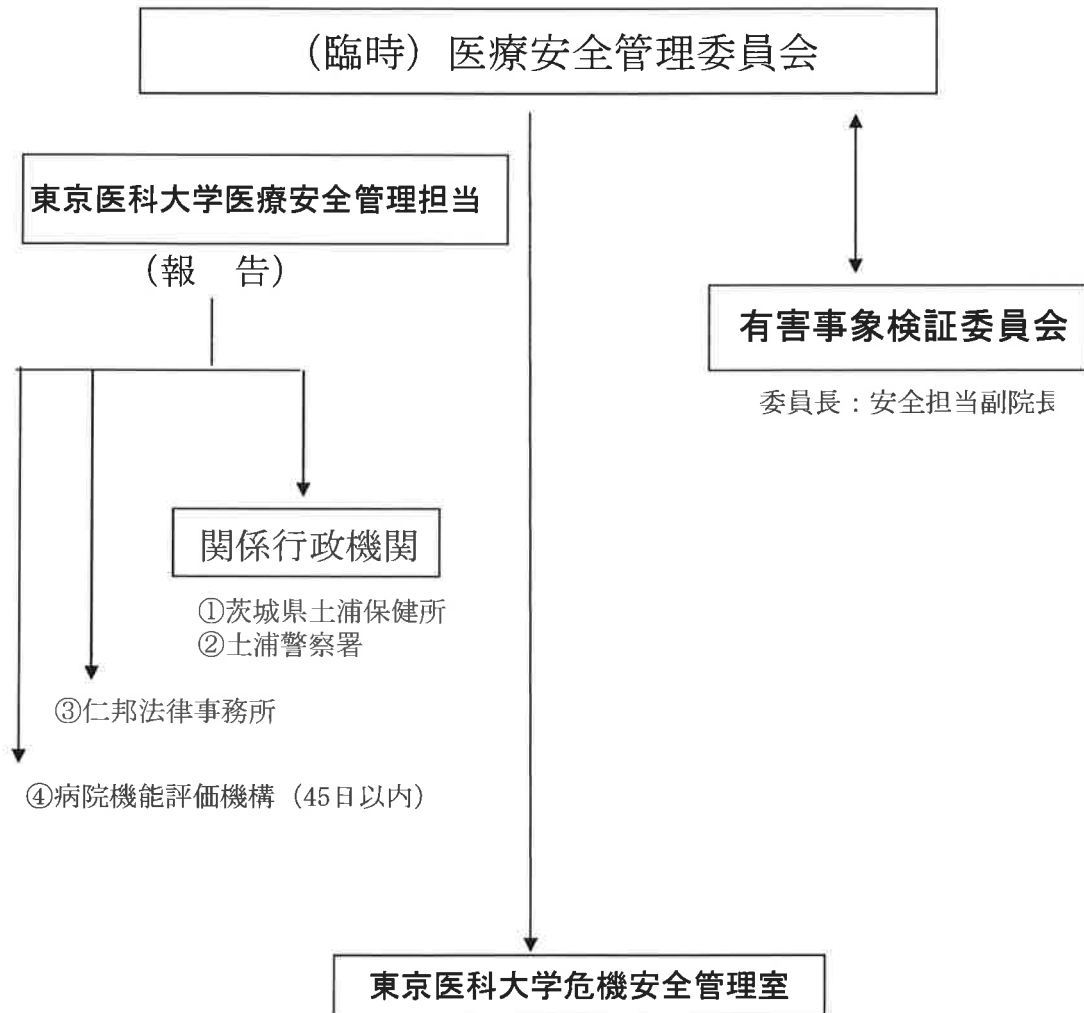 （臨時）医療安全管理委員会
東京医科大学医療安全管理担当
（報　告）
有害事象検証委員会
委員長：安全担当副院長
関係行政機関
①茨城県土浦保健所
②土浦警察署
③仁邦法律事務所
④病院機能評価機構（45日以内）
東京医科大学危機安全管理室